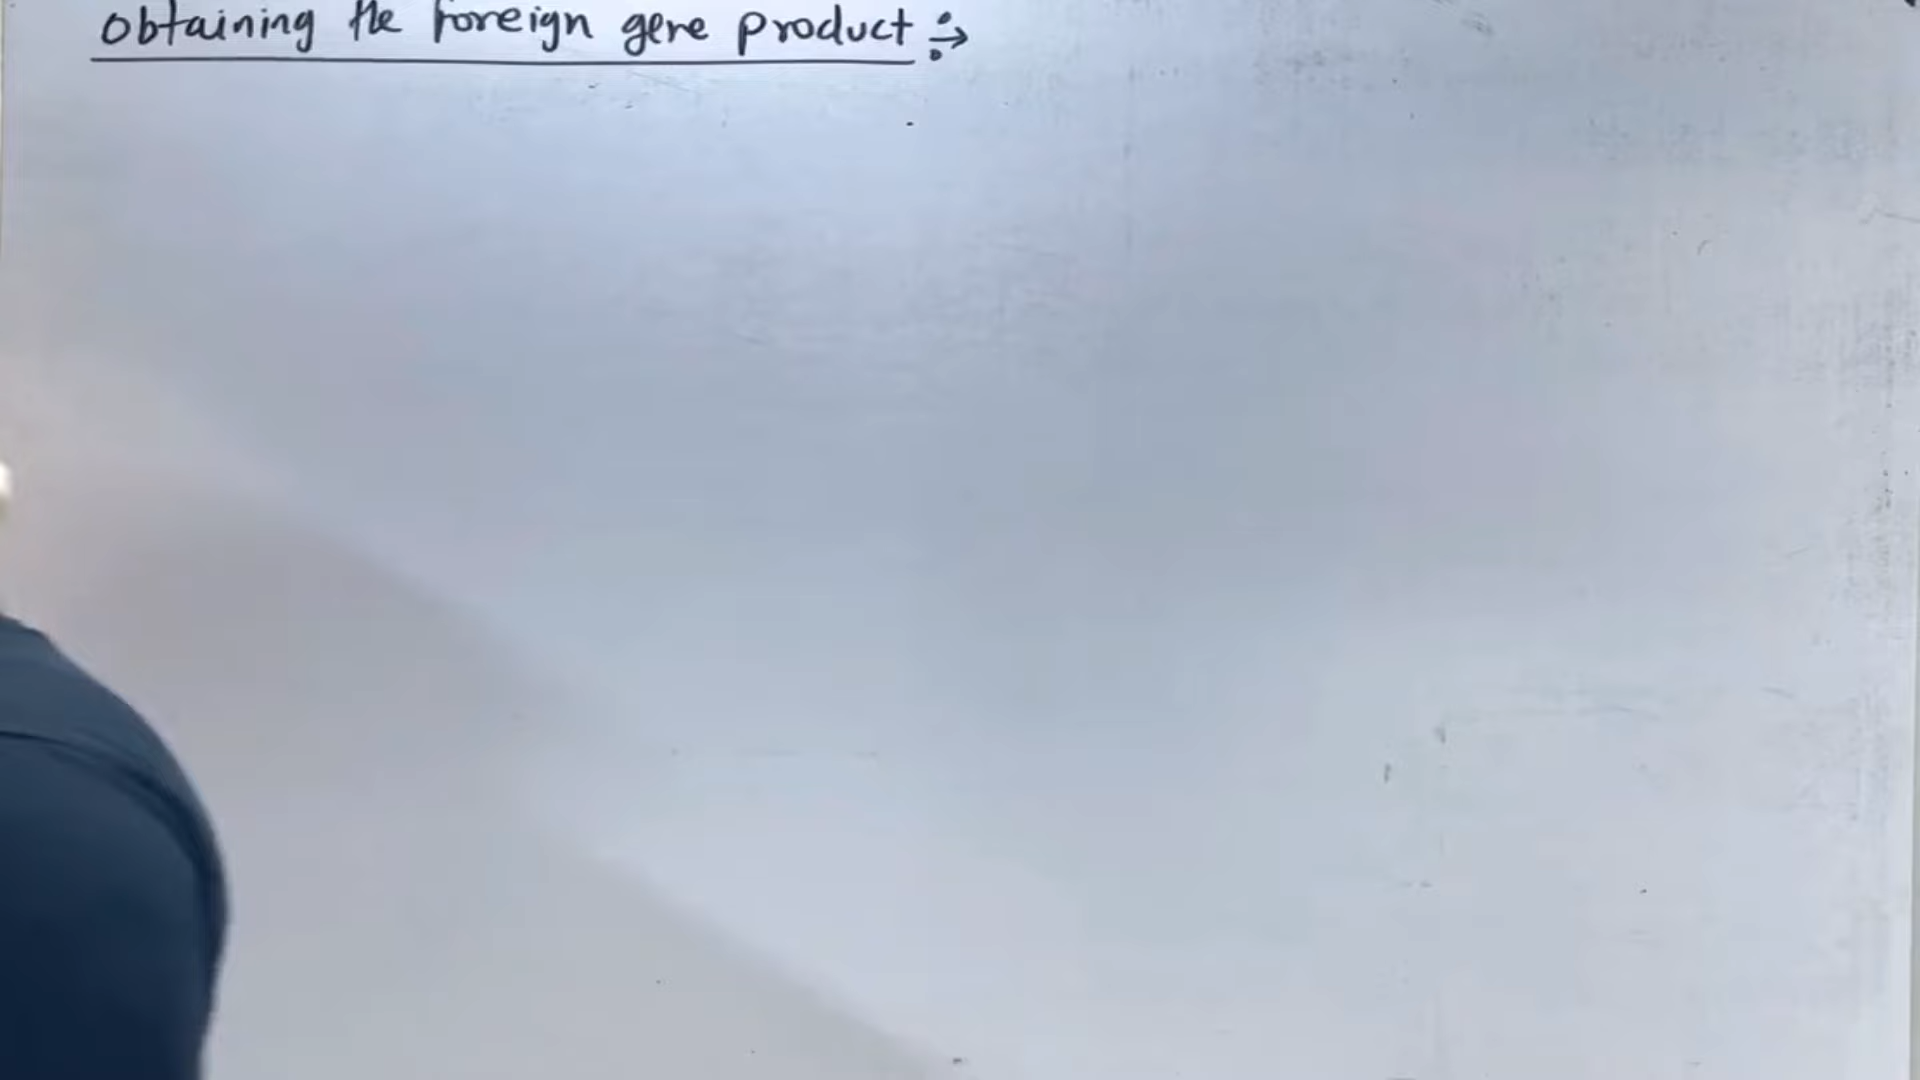 Obtaining the foreign gene product :→